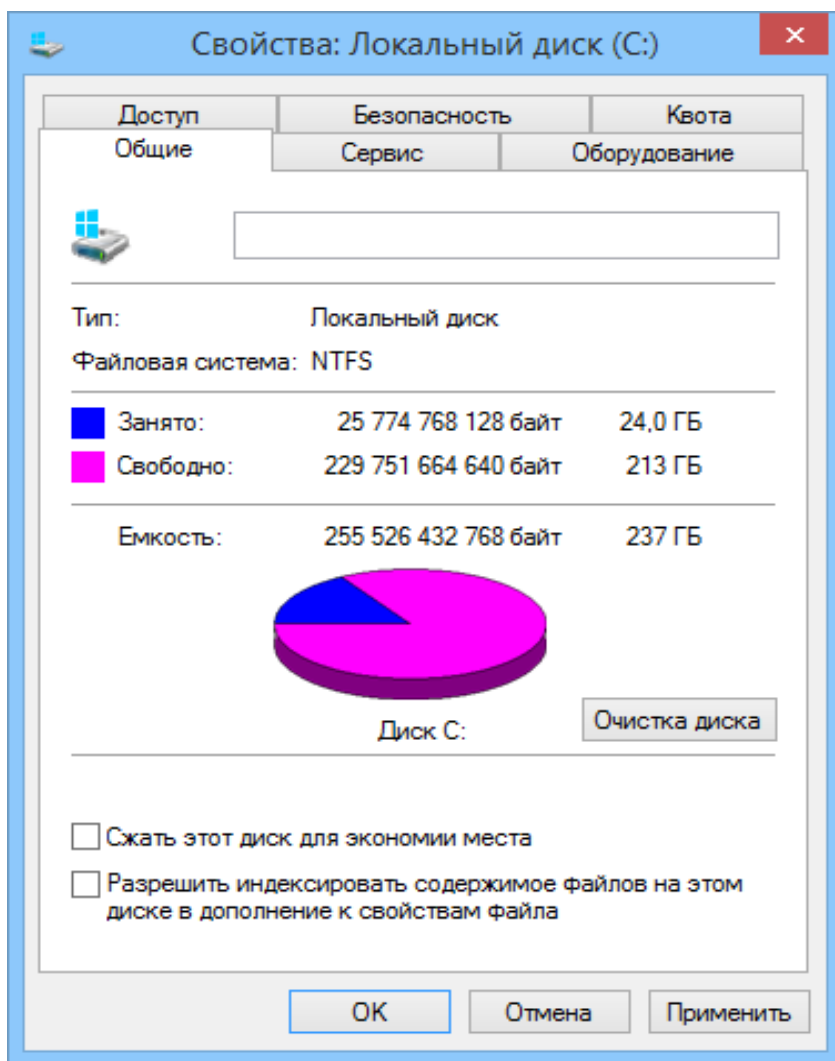 Свойства: Локальный диск (C:)
Доступ Безопасность Квота
Общие Сервис Оборудование
Тип: Локальный диск
Файловая система: NTFS
Занято: 25 774 768 128 байт 24,0 ГБ
Свободно: 229 751 664 640 байт 213 ГБ
Емкость: 255 526 432 768 байт 237 ГБ
Диск C:
Очистка диска
Сжать этот диск для экономии места
Разрешить индексировать содержимое файлов на этом
диске в дополнение к свойствам файла
OK Отмена Применить